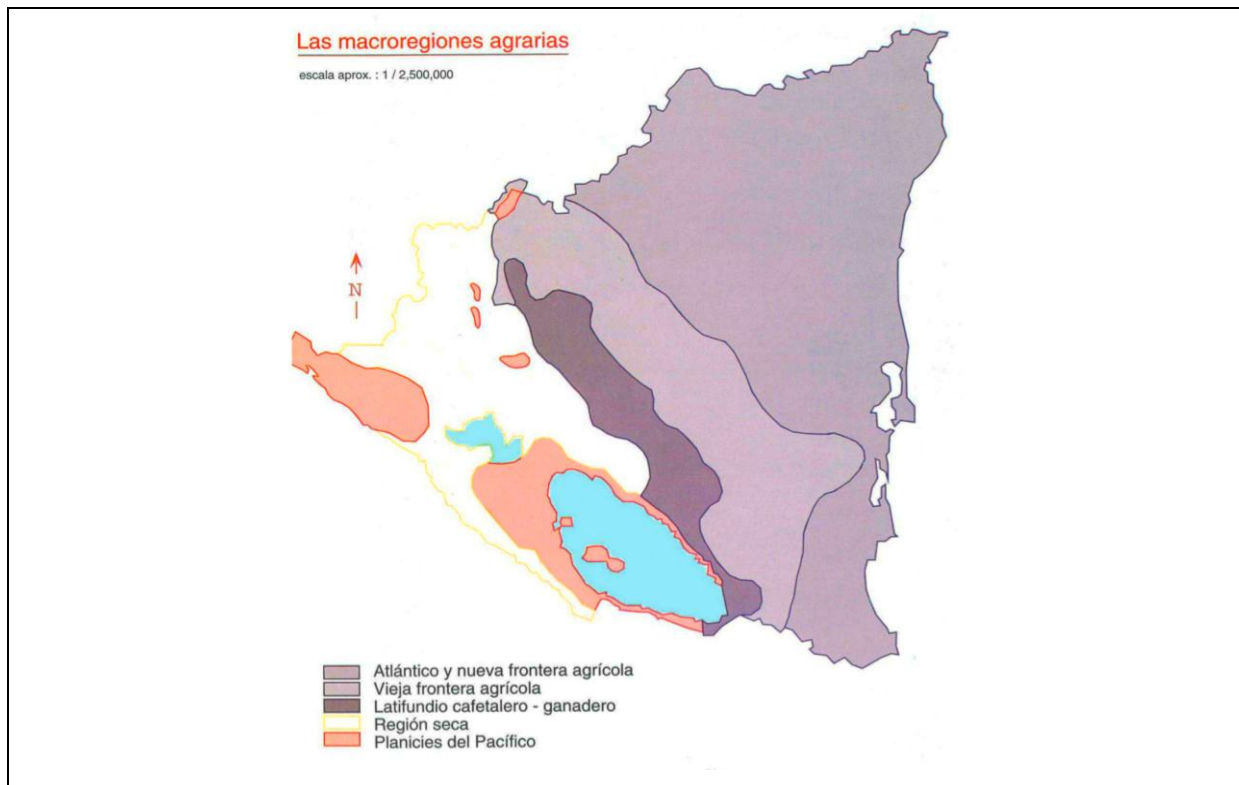 Las macroregiones agrarias
escala aprox. : 1 / 2,500,000
N
Atlántico y nueva frontera agrícola
Vieja frontera agrícola
Latifundio cafetalero - ganadero
Región seca
Planicies del Pacífico